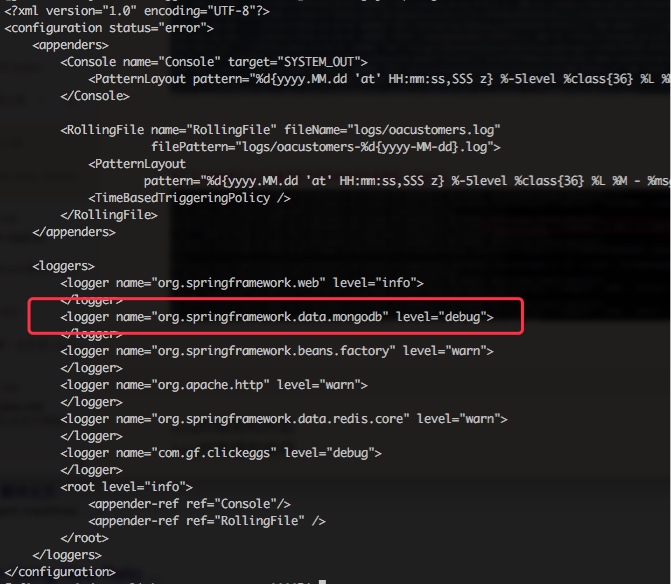 <?xml version="1.0" encoding="UTF-8"?>
<configuration status="error">
    <appenders>
        <Console name="Console" target="SYSTEM_OUT">
            <PatternLayout pattern="%d{yyyy.MM.dd 'at' HH:mm:ss,SSS z} %-5level %class{36} %L %M
        </Console>

        <RollingFile name="RollingFile" fileName="logs/oacustomers.log"
                     filePattern="logs/oacustomers-%d{yyyy-MM-dd}.log">
            <PatternLayout
                    pattern="%d{yyyy.MM.dd 'at' HH:mm:ss,SSS z} %-5level %class{36} %L %M - %msg
            <TimeBasedTriggeringPolicy />
        </RollingFile>
    </appenders>

    <loggers>
        <logger name="org.springframework.web" level="info">
        </logger>
        <logger name="org.springframework.data.mongodb" level="debug">
        </logger>
        <logger name="org.springframework.beans.factory" level="warn">
        </logger>
        <logger name="org.apache.http" level="warn">
        </logger>
        <logger name="org.springframework.data.redis.core" level="warn">
        </logger>
        <logger name="com.gf.clickeggs" level="debug">
        </logger>
        <root level="info">
            <appender-ref ref="Console"/>
            <appender-ref ref="RollingFile" />
        </root>
    </loggers>
</configuration>